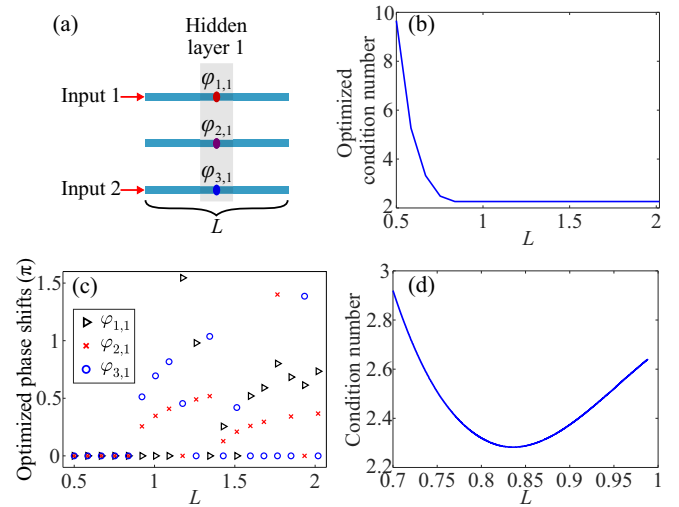 (a)
Hidden
layer 1
φ1,1
Input 1
φ2,1
φ3,1
Input 2
L
(b)
Optimized
condition number
10
8
6
4
2
0.5
1
1.5
2
L
(c)
Optimized phase shifts (π)
1.5
1
0.5
0
φ1,1
φ2,1
φ3,1
0.5
1
1.5
2
L
(d)
Condition number
3
2.8
2.6
2.4
2.2
0.7
0.75
0.8
0.85
0.9
0.95
1
L